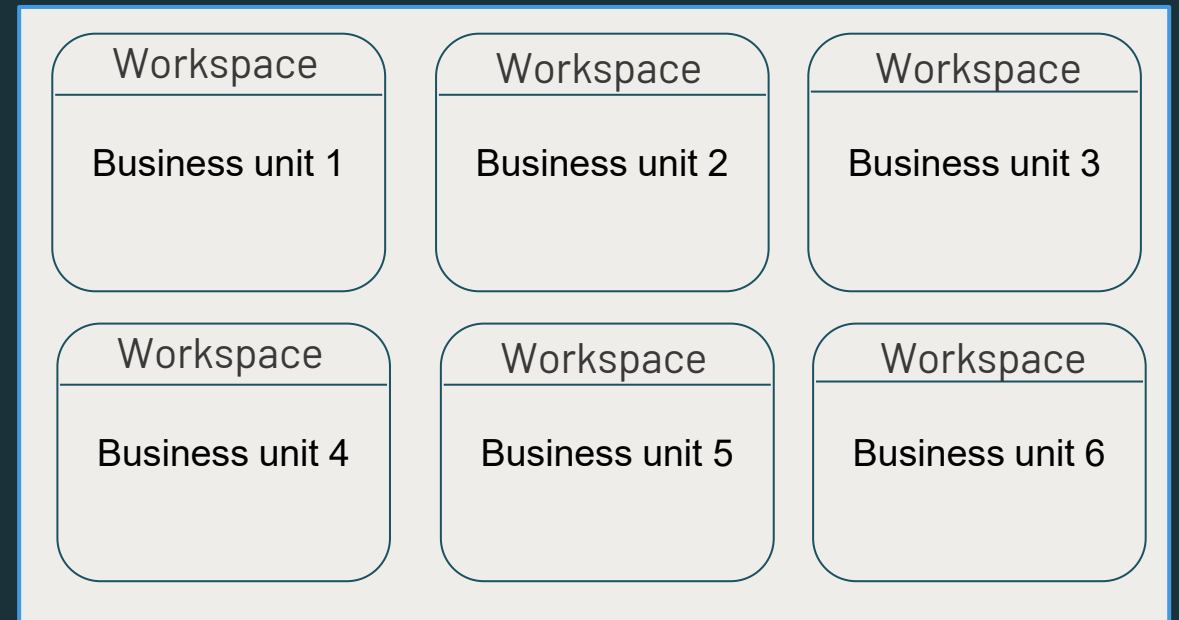 Workspace
Business unit 1
Workspace
Business unit 2
Workspace
Business unit 3
Workspace
Business unit 4
Workspace
Business unit 5
Workspace
Business unit 6